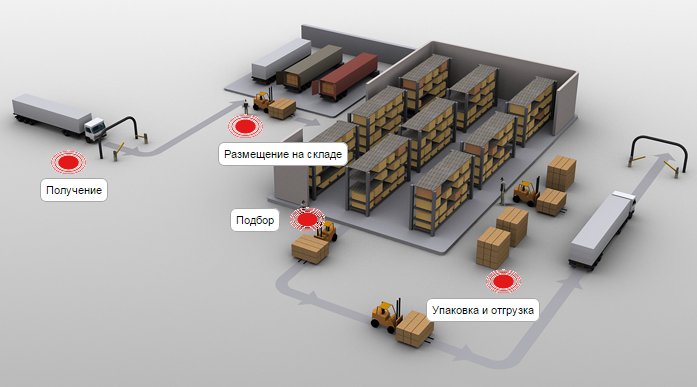 Размещение на складе
Получение
Подбор
Упаковка и отгрузка